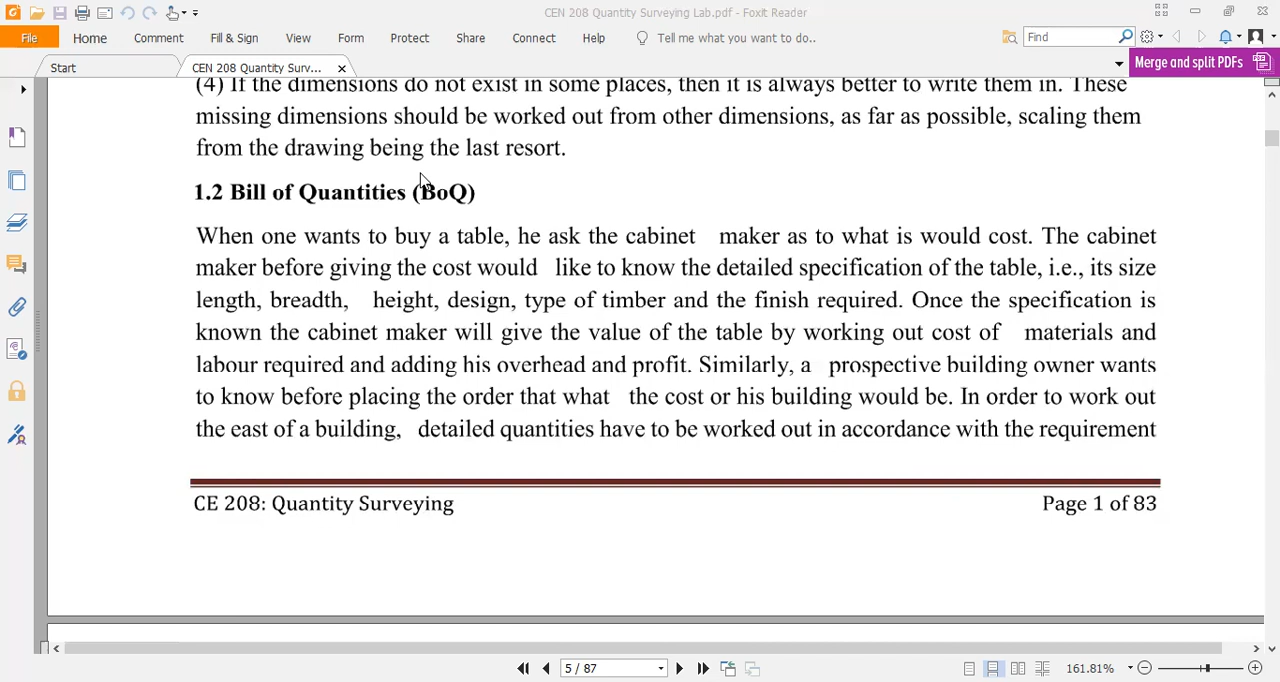 CEN 208 Quantity Surveying Lab.pdf - Foxit Reader
File Home Comment Fill & Sign View Form Protect Share Connect Help Tell me what you want to do.. Find
Start CEN 208 Quantity Surv... Merge and split PDFs
(4) If the dimensions do not exist in some places, then it is always better to write them in. These
missing dimensions should be worked out from other dimensions, as far as possible, scaling them
from the drawing being the last resort.
1.2 Bill of Quantities (BoQ)
When one wants to buy a table, he ask the cabinet maker as to what is would cost. The cabinet
maker before giving the cost would like to know the detailed specification of the table, i.e., its size
length, breadth, height, design, type of timber and the finish required. Once the specification is
known the cabinet maker will give the value of the table by working out cost of materials and
labour required and adding his overhead and profit. Similarly, a prospective building owner wants
to know before placing the order that what the cost or his building would be. In order to work out
the east of a building, detailed quantities have to be worked out in accordance with the requirement
CE 208: Quantity Surveying Page 1 of 83
5 / 87 161.81%